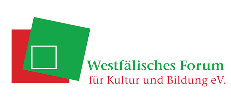 Westfälisches Forum
für Kultur und Bildung eV.